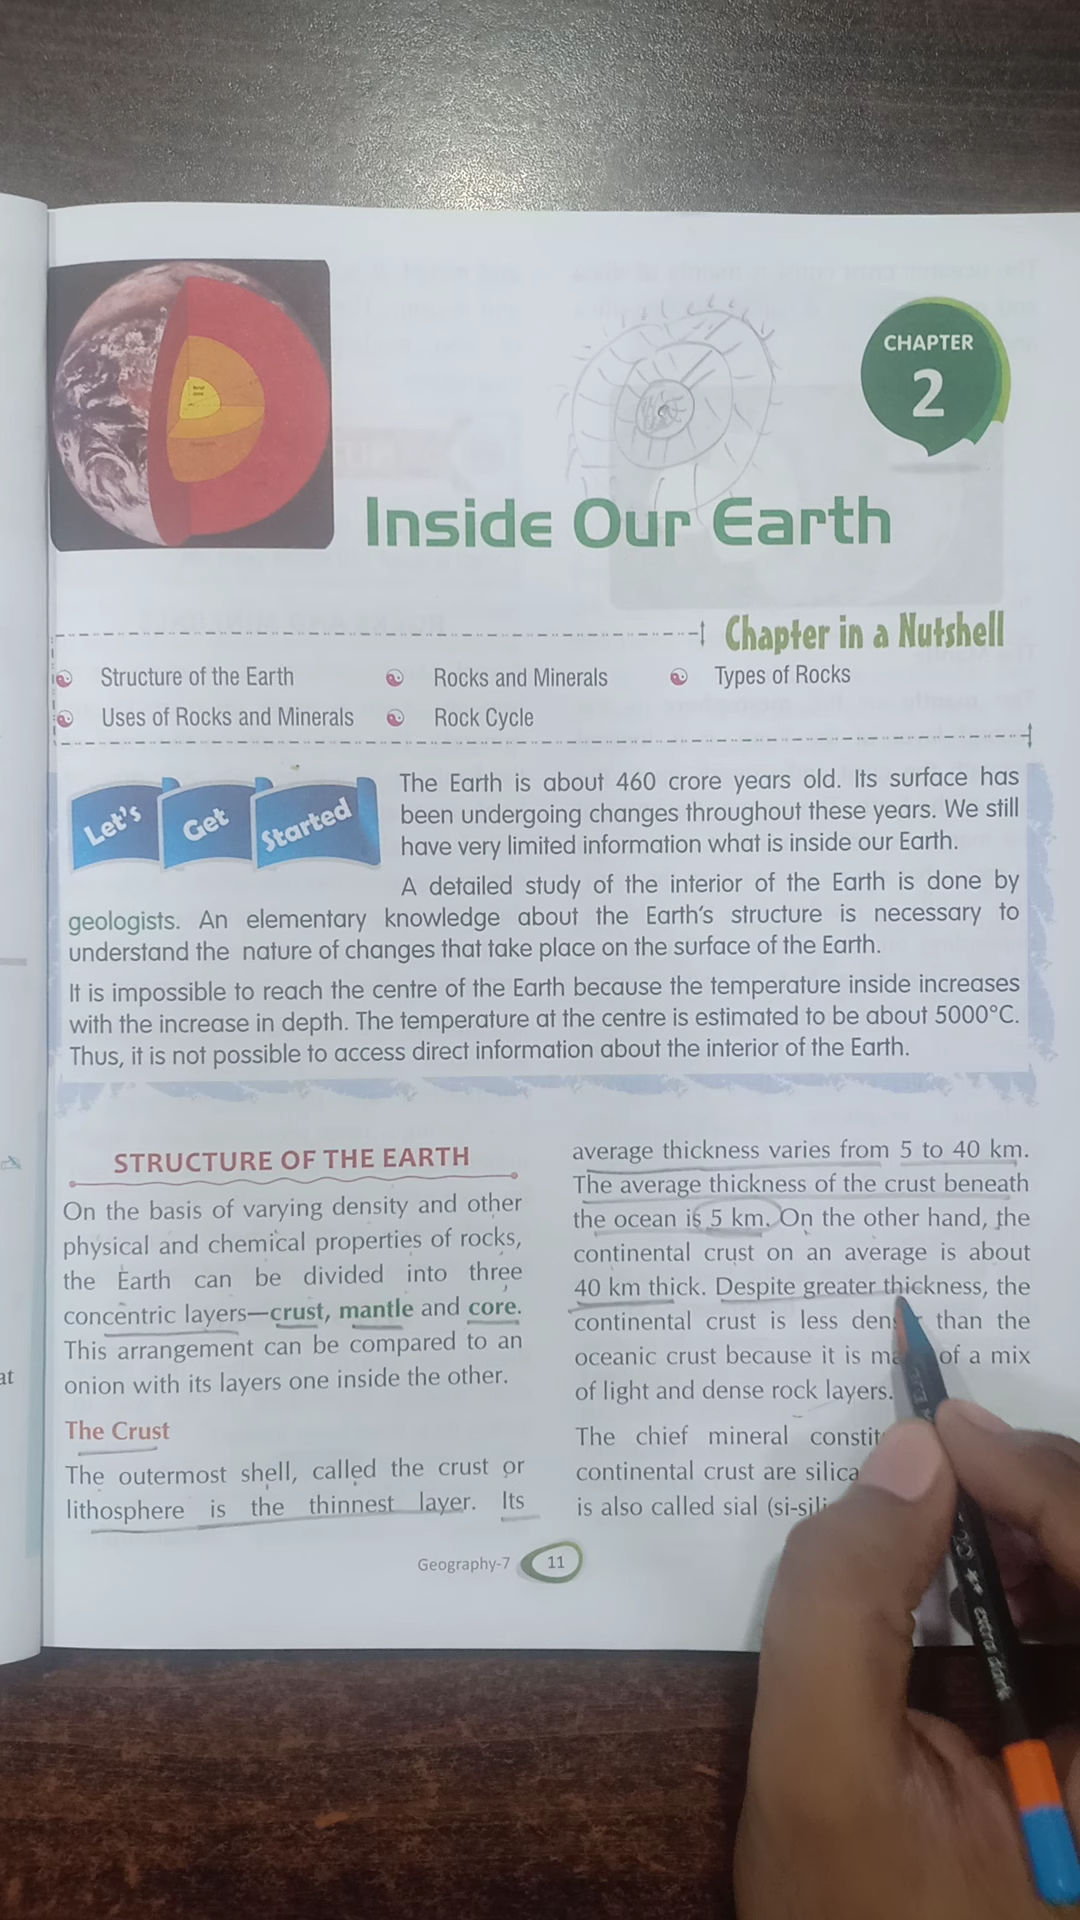 CHAPTER
2
Inside Our Earth
Chapter in a Nutshell
Structure of the Earth
Rocks and Minerals
Types of Rocks
Uses of Rocks and Minerals
Rock Cycle
Let's Get Started
The Earth is about 460 crore years old. Its surface has
been undergoing changes throughout these years. We still
have very limited information what is inside our Earth.
A detailed study of the interior of the Earth is done by
geologists. An elementary knowledge about the Earth's structure is necessary to
understand the nature of changes that take place on the surface of the Earth.
It is impossible to reach the centre of the Earth because the temperature inside increases
with the increase in depth. The temperature at the centre is estimated to be about 5000°C.
Thus, it is not possible to access direct information about the interior of the Earth.
STRUCTURE OF THE EARTH
On the basis of varying density and other
physical and chemical properties of rocks,
the Earth can be divided into three
concentric layers—crust, mantle and core.
This arrangement can be compared to an
onion with its layers one inside the other.
The Crust
The outermost shell, called the crust or
lithosphere is the thinnest layer. Its
average thickness varies from 5 to 40 km.
The average thickness of the crust beneath
the ocean is 5 km. On the other hand, the
continental crust on an average is about
40 km thick. Despite greater thickness, the
continental crust is less than the
oceanic crust because it is of a mix
of light and dense rock layers.
The chief mineral
continental crust are silica
is also called sial (si-sili
Geography-7
11
at
extra dark